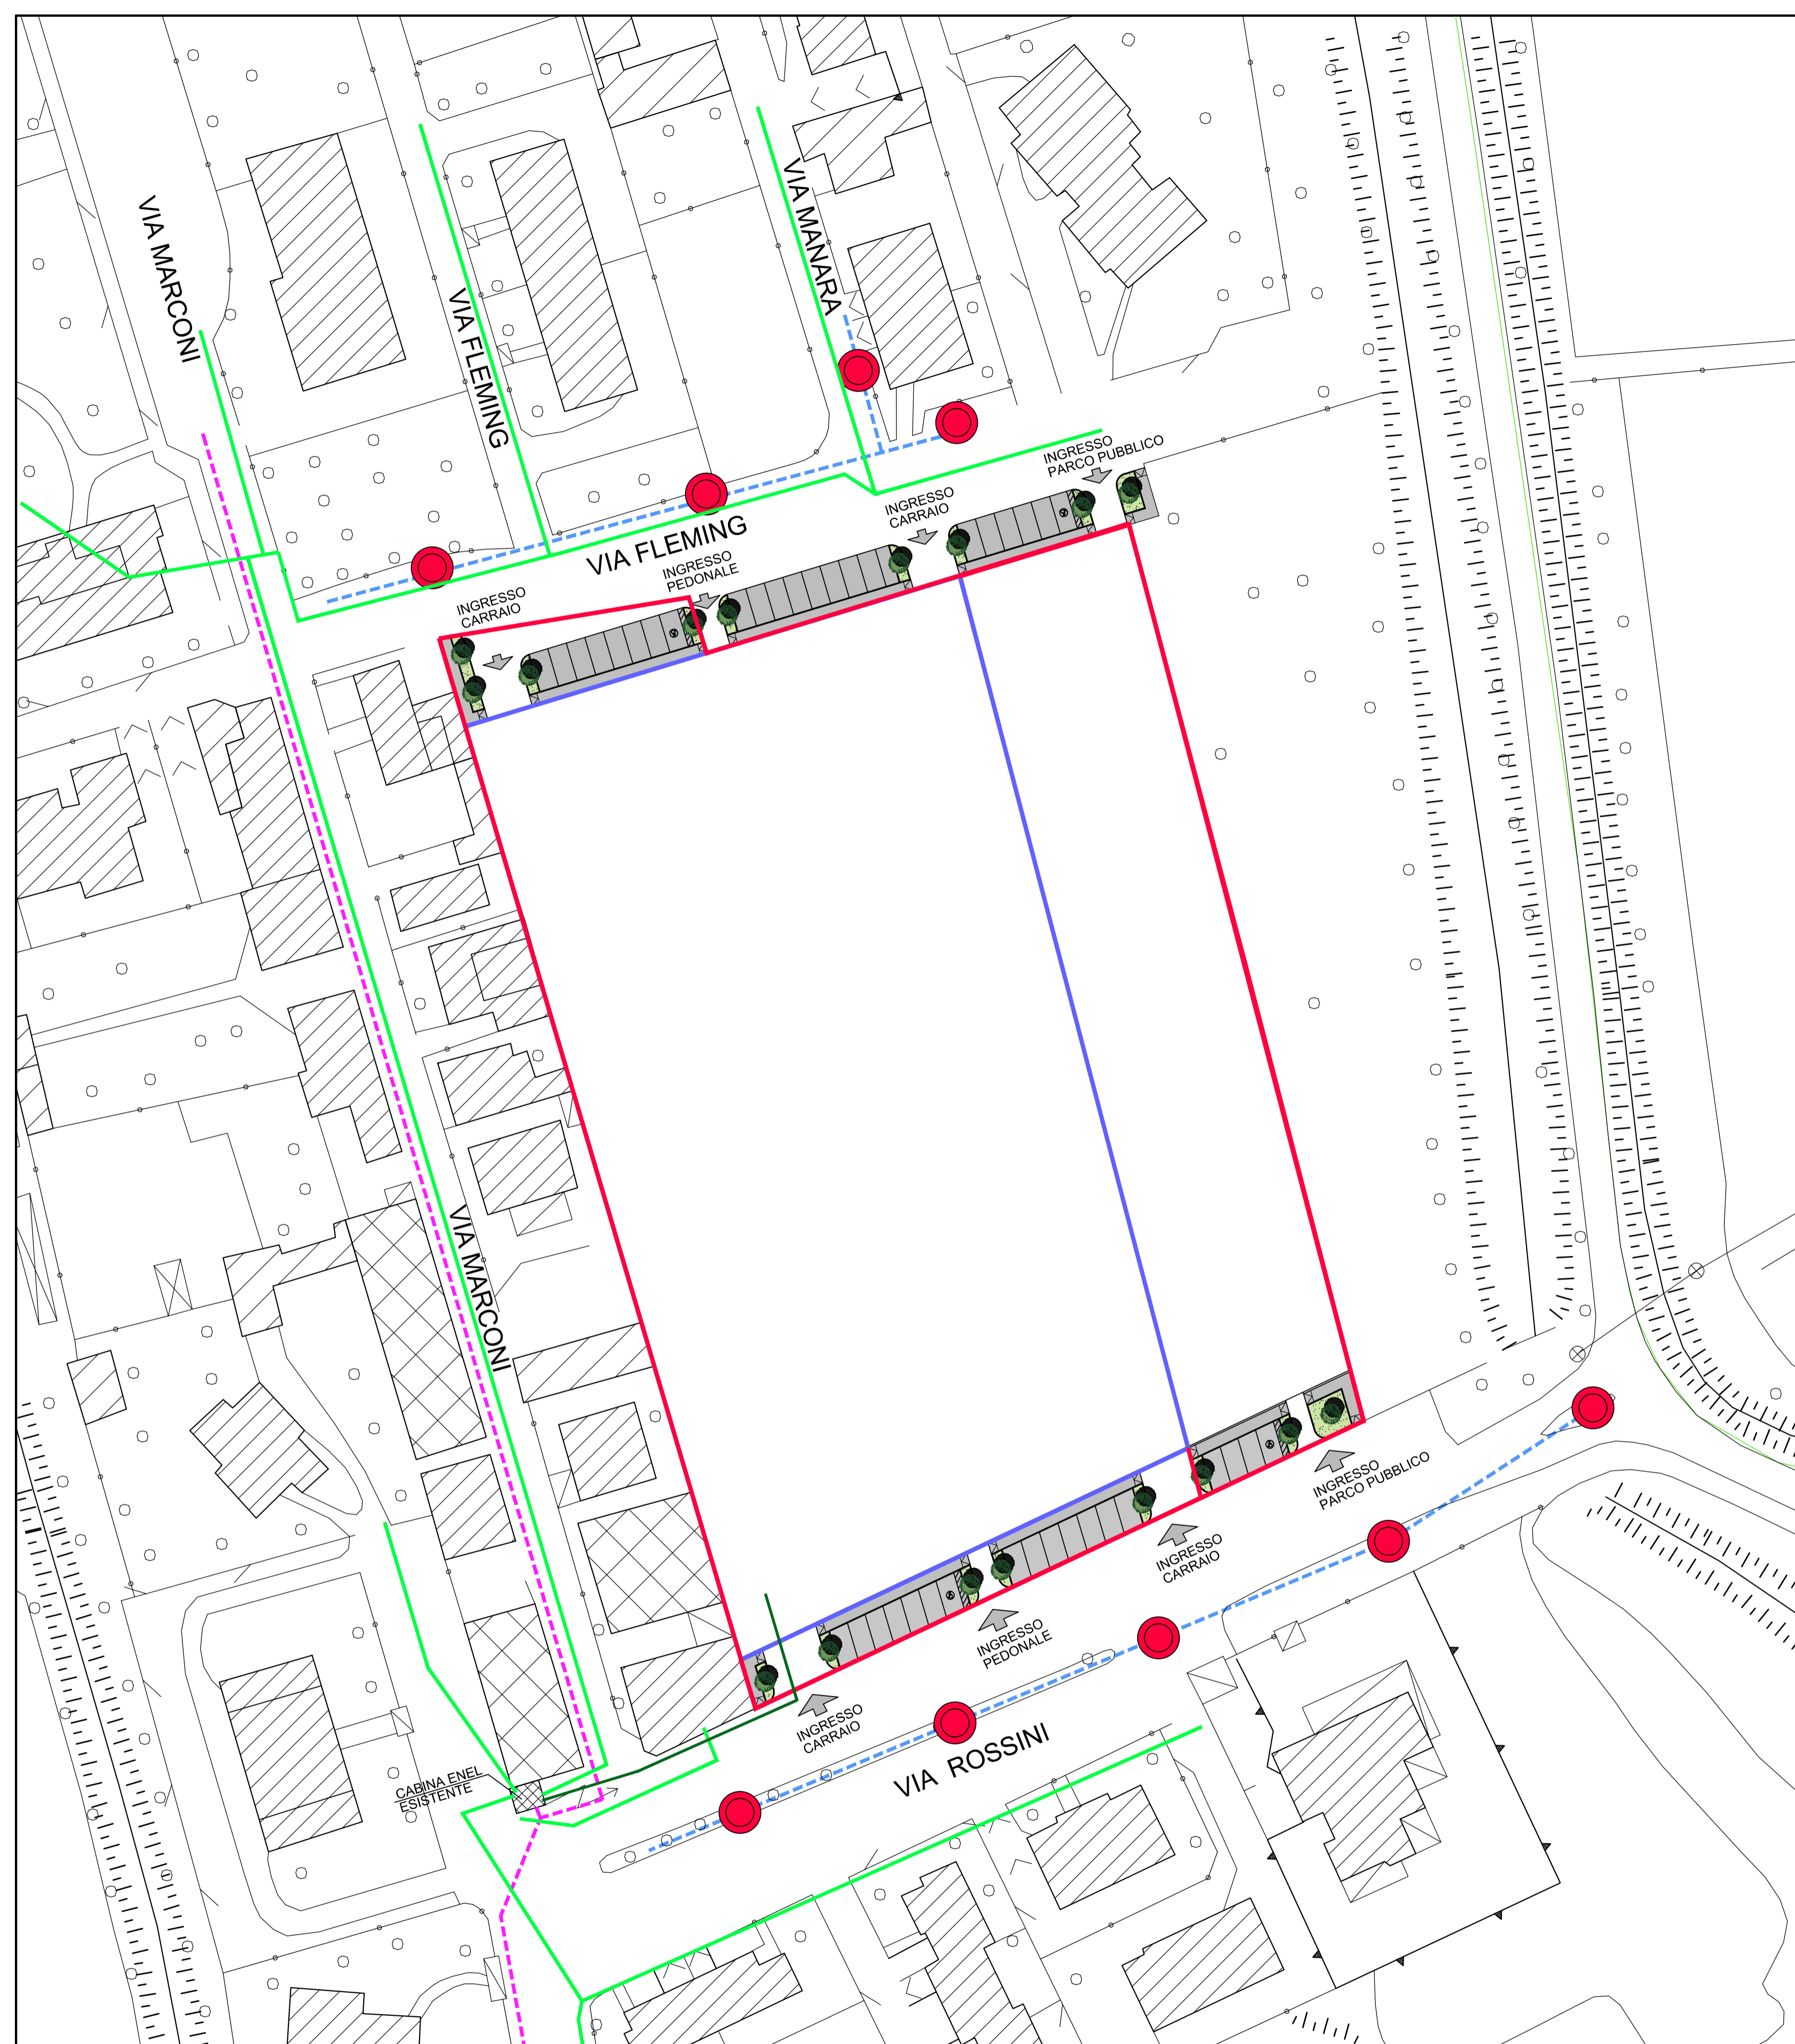 VIA MARCONI
VIA FLEMING
VIA MANARA
INGRESSO
PARCO PUBBLICO
INGRESSO
CARRAIO
VIA FLEMING
INGRESSO
PEDONALE
INGRESSO
CARRAIO
VIA MARCONI
INGRESSO
PARCO PUBBLICO
INGRESSO
CARRAIO
INGRESSO
PEDONALE
INGRESSO
CARRAIO
VIA ROSSINI
CABINA ENEL
ESISTENTE